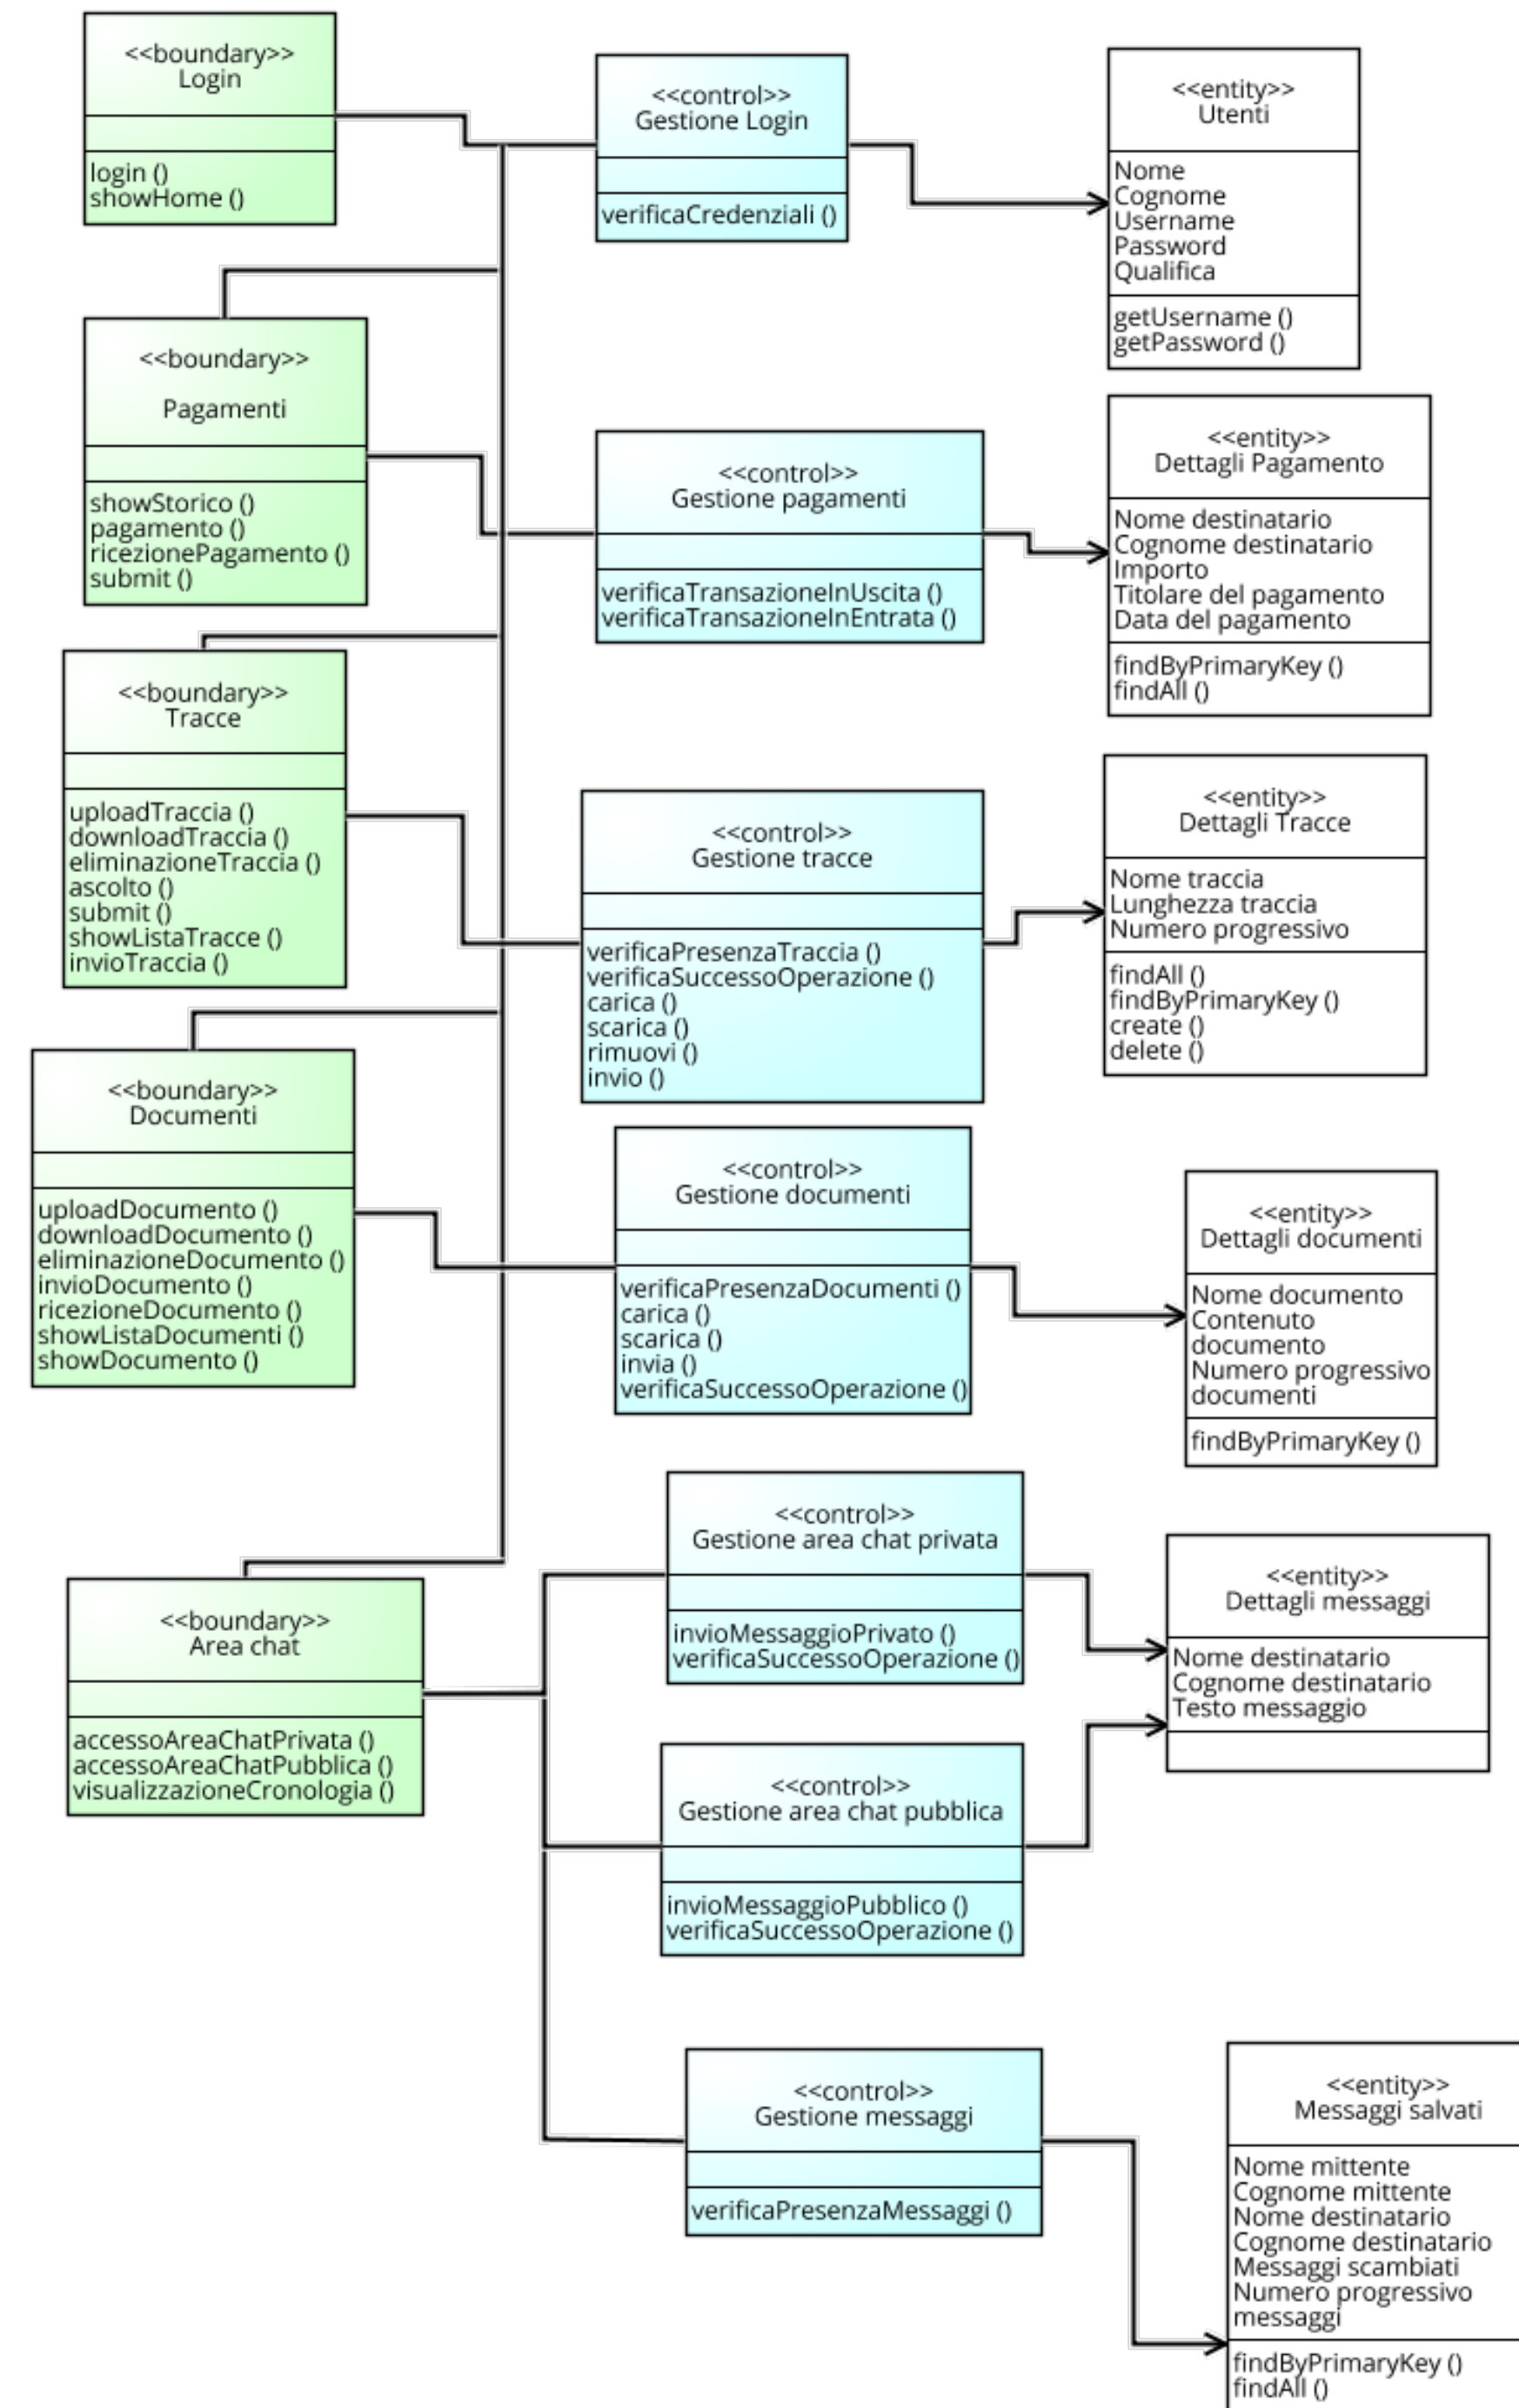 <<boundary>>
Login
login ()
showHome ()
<<control>>
Gestione Login
verificaCredenziali ()
<<entity>>
Utenti
Nome
Cognome
Username
Password
Qualifica
getUsername ()
getPassword ()
<<boundary>>
Pagamenti
showStorico ()
pagamento ()
ricezionePagamento ()
submit ()
<<control>>
Gestione pagamenti
verificaTransazioneInUscita ()
verificaTransazioneInEntrata ()
<<entity>>
Dettagli Pagamento
Nome destinatario
Cognome destinatario
Importo
Titolare del pagamento
Data del pagamento
findByPrimaryKey ()
findAll ()
<<boundary>>
Tracce
uploadTraccia ()
downloadTraccia ()
eliminazioneTraccia ()
ascolto ()
submit ()
showListaTracce ()
invioTraccia ()
<<control>>
Gestione tracce
verificaPresenzaTraccia ()
verificaSuccessoOperazione ()
carica ()
scarica ()
rimuovi ()
invio ()
<<entity>>
Dettagli Tracce
Nome traccia
Lunghezza traccia
Numero progressivo
findAll ()
findByPrimaryKey ()
create ()
delete ()
<<boundary>>
Documenti
uploadDocumento ()
downloadDocumento ()
eliminazioneDocumento ()
invioDocumento ()
ricezioneDocumento ()
showListaDocumenti ()
showDocumento ()
<<control>>
Gestione documenti
verificaPresenzaDocumenti ()
carica ()
scarica ()
invia ()
verificaSuccessoOperazione ()
<<entity>>
Dettagli documenti
Nome documento
Contenuto
documento
Numero progressivo
documenti
findByPrimaryKey ()
<<boundary>>
Area chat
accessoAreaChatPrivata ()
accessoAreaChatPubblica ()
visualizzazioneCronologia ()
<<control>>
Gestione area chat privata
invioMessaggioPrivato ()
verificaSuccessoOperazione ()
<<entity>>
Dettagli messaggi
Nome destinatario
Cognome destinatario
Testo messaggio
<<control>>
Gestione area chat pubblica
invioMessaggioPubblico ()
verificaSuccessoOperazione ()
<<control>>
Gestione messaggi
verificaPresenzaMessaggi ()
<<entity>>
Messaggi salvati
Nome mittente
Cognome mittente
Nome destinatario
Cognome destinatario
Messaggi scambiati
Numero progressivo
messaggi
findByPrimaryKey ()
findAll ()